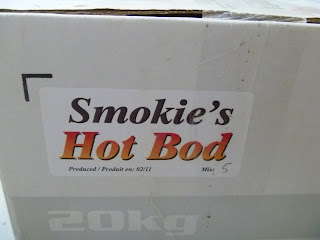 Smokie's
Hot Bod
Produced / Produit en: 02/11 Mix: 5
20kg